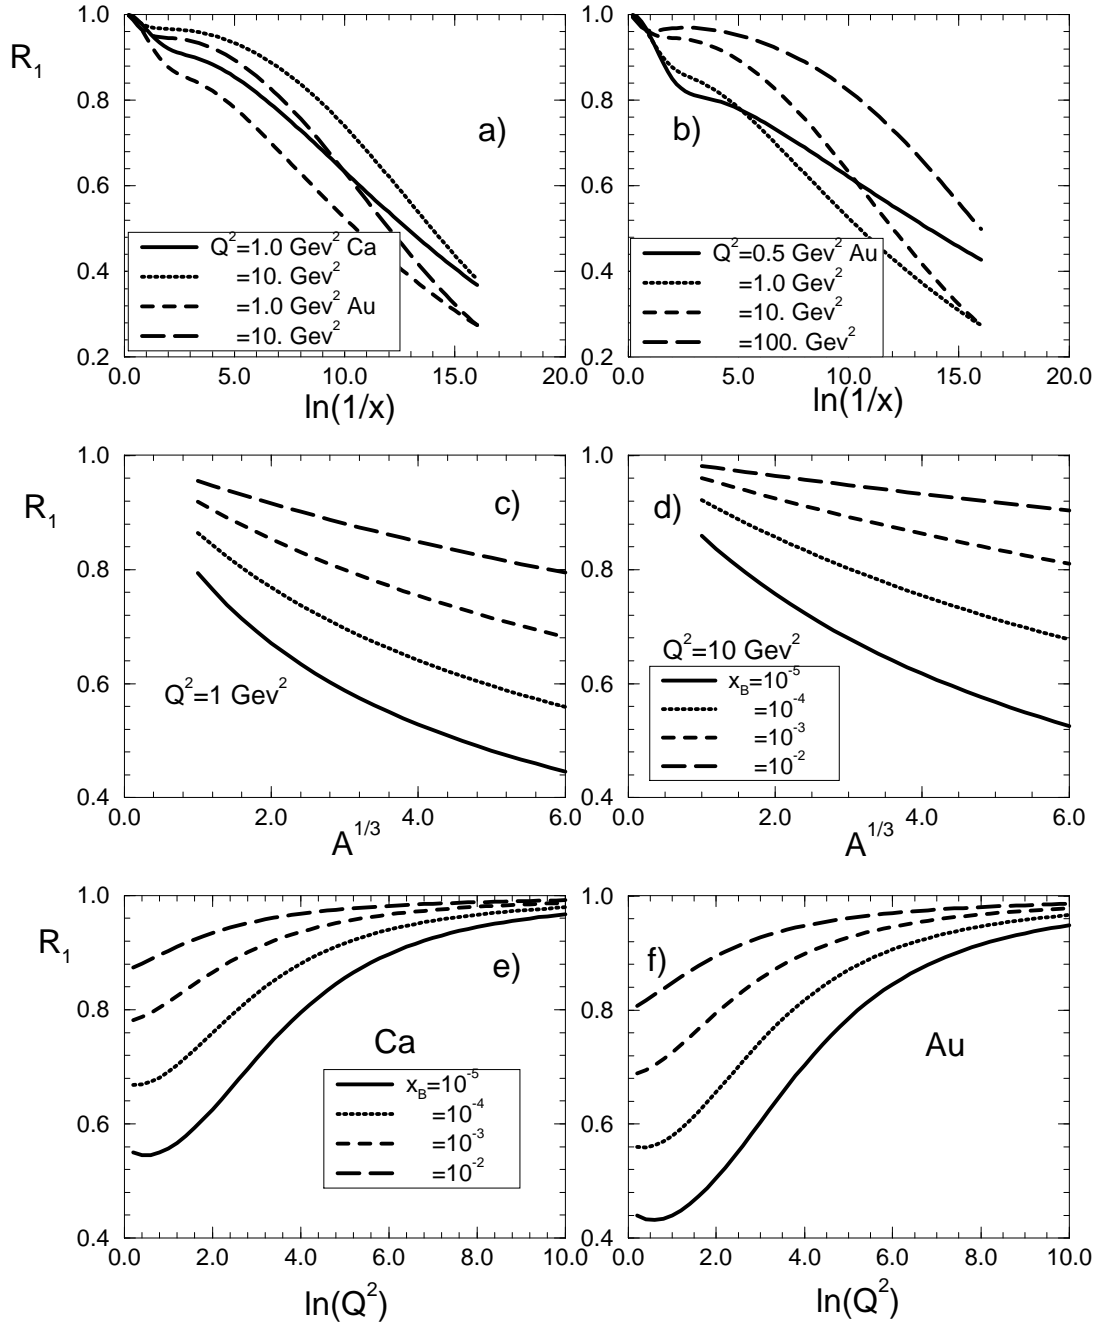 1.0
0.8
0.6
0.4
0.2
R₁
a)
Q²=1.0 Gev² Ca
=10. Gev²
=1.0 Gev² Au
=10. Gev²
0.0 5.0 10.0 15.0 20.0
ln(1/x)
1.0
0.8
0.6
0.4
0.2
b)
Q²=0.5 Gev² Au
=1.0 Gev²
=10. Gev²
=100. Gev²
0.0 5.0 10.0 15.0 20.0
ln(1/x)
1.0
0.8
0.6
0.4
R₁
c)
Q²=1 Gev²
0.0 2.0 4.0 6.0
A^1/3
1.0
0.8
0.6
0.4
d)
Q²=10 Gev²
x_B=10⁻⁵
=10⁻⁴
=10⁻³
=10⁻²
0.0 2.0 4.0 6.0
A^1/3
1.0
0.8
0.6
0.4
R₁
e)
Ca
x_B=10⁻⁵
=10⁻⁴
=10⁻³
=10⁻²
0.0 2.0 4.0 6.0 8.0 10.0
ln(Q²)
1.0
0.8
0.6
0.4
f)
Au
0.0 2.0 4.0 6.0 8.0 10.0
ln(Q²)